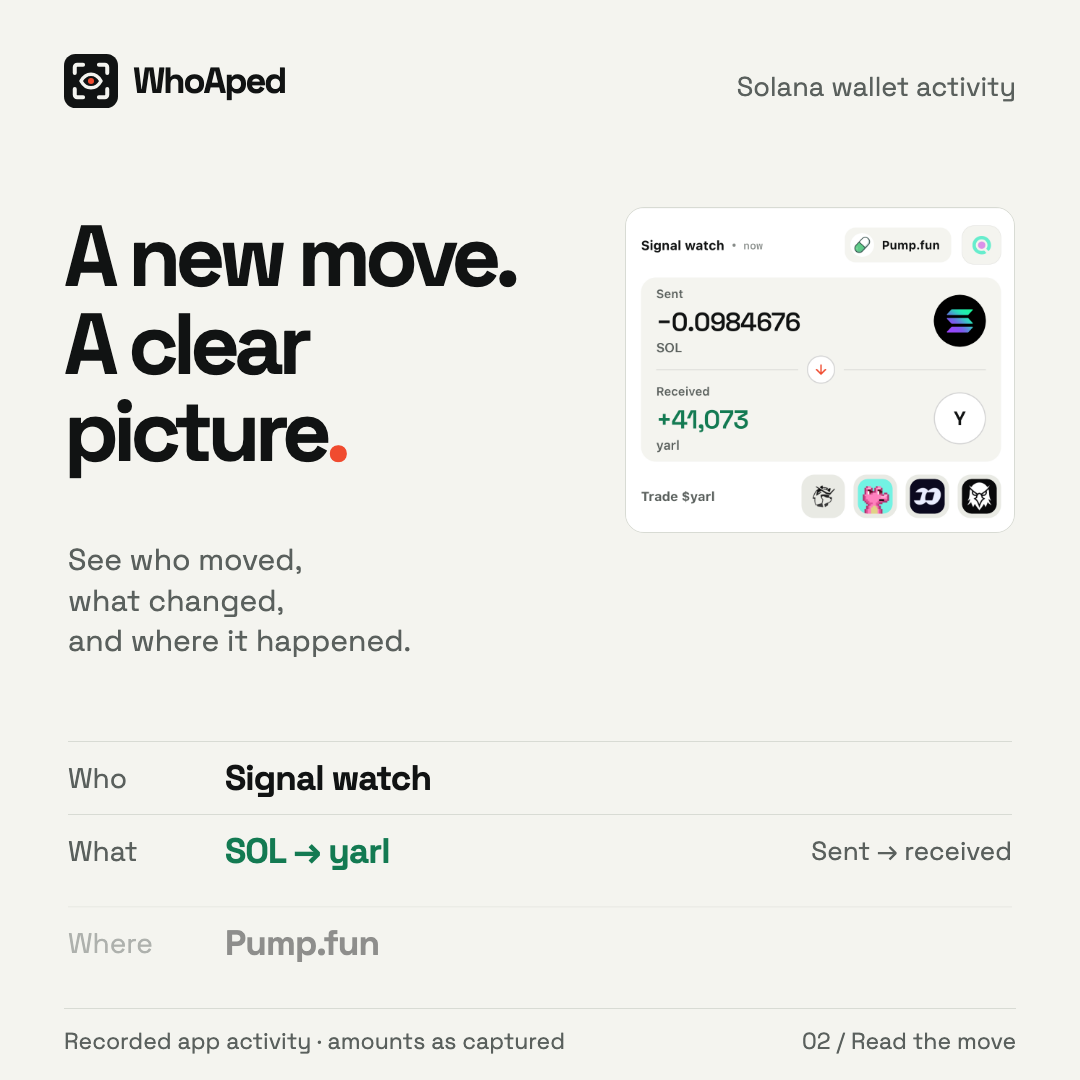 WhoAped
Solana wallet activity
A new move.
A clear
picture.
See who moved,
what changed,
and where it happened.
Signal watch • now
Pump.fun
Sent
−0.0984676
SOL
Received
+41,073
yarl
Y
Trade $yarl
Who Signal watch
What SOL → yarl Sent → received
Where Pump.fun
Recorded app activity · amounts as captured
02 / Read the move